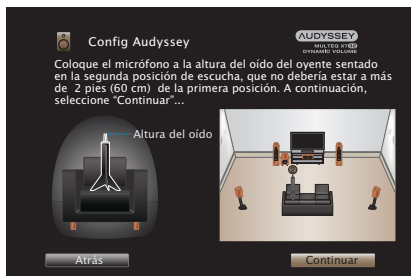 Config Audyssey
AUDYSSEY
MULTEQ XT32
DYNAMIC VOLUME
Coloque el micrófono a la altura del oído del oyente sentado
en la segunda posición de escucha, que no debería estar a más
de 2 pies (60 cm) de la primera posición. A continuación,
seleccione “Continuar”...
Altura del oído
Atrás
Continuar